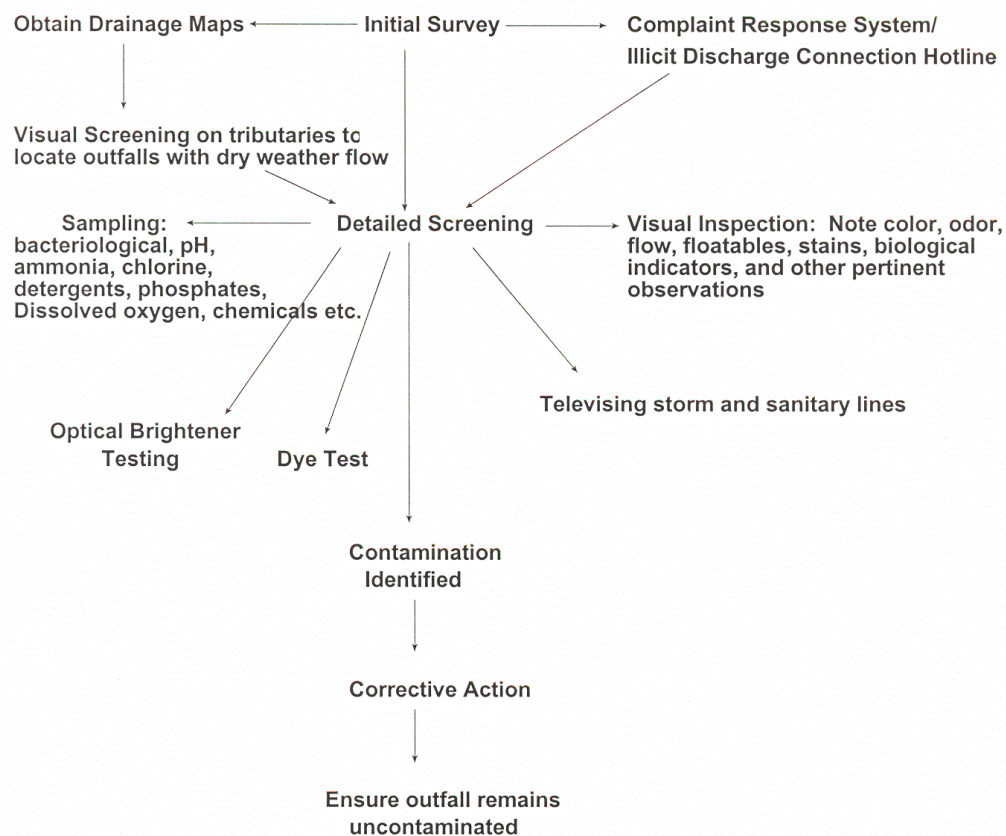 Obtain Drainage Maps
Initial Survey
Complaint Response System/
Illicit Discharge Connection Hotline
Visual Screening on tributaries to
locate outfalls with dry weather flow
Sampling:
bacteriological, pH,
ammonia, chlorine,
detergents, phosphates,
Dissolved oxygen, chemicals etc.
Detailed Screening
Visual Inspection: Note color, odor,
flow, floatables, stains, biological
indicators, and other pertinent
observations
Televising storm and sanitary lines
Optical Brightener
Testing
Dye Test
Contamination
Identified
Corrective Action
Ensure outfall remains
uncontaminated